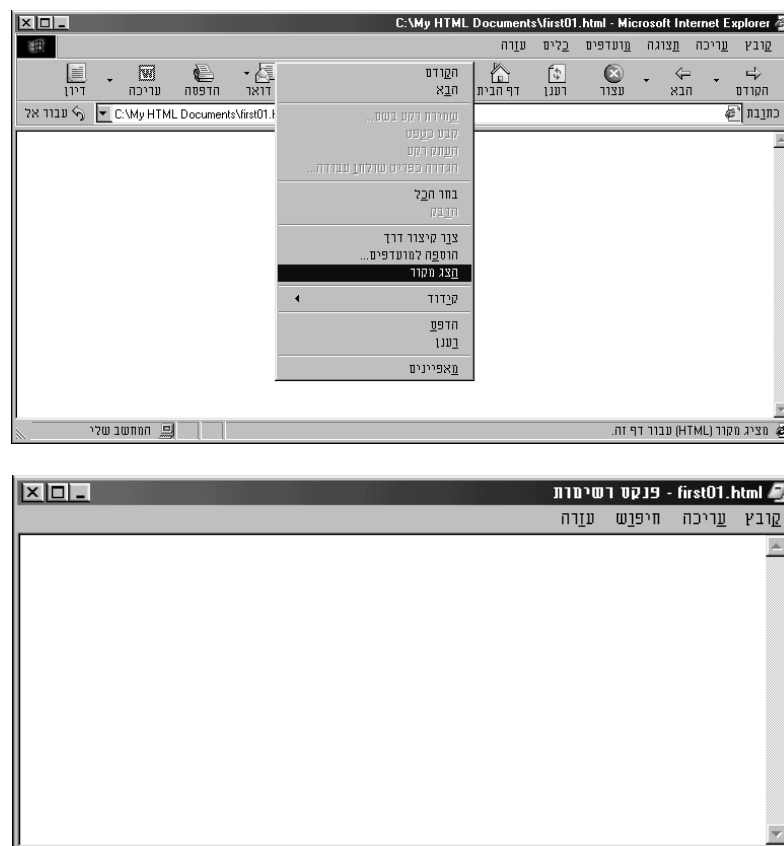 C:\My HTML Documents\first01.html - Microsoft Internet Explorer
קובץ עריכה תצוגה מועדפים כלים עזרה
הקודם הבא עצור רענן דף הבית דואר הדפסה עריכה דיון
כתובת C:\My HTML Documents\first01.h עבור אל
הקודם
הבא
שמירת רקע בשם...
קבע כטפט
העתק רקע
הגדרה כפריט שולחן עבודה...
בחר הכל
הדבק
צור קיצור דרך
הוספה למועדפים...
הצג מקור
קידוד
הדפס
רענן
מאפיינים
מציג מקור (HTML) עבור דף זה. המחשב שלי
first01.html - פנקס רשימות
קובץ עריכה חיפוש עזרה